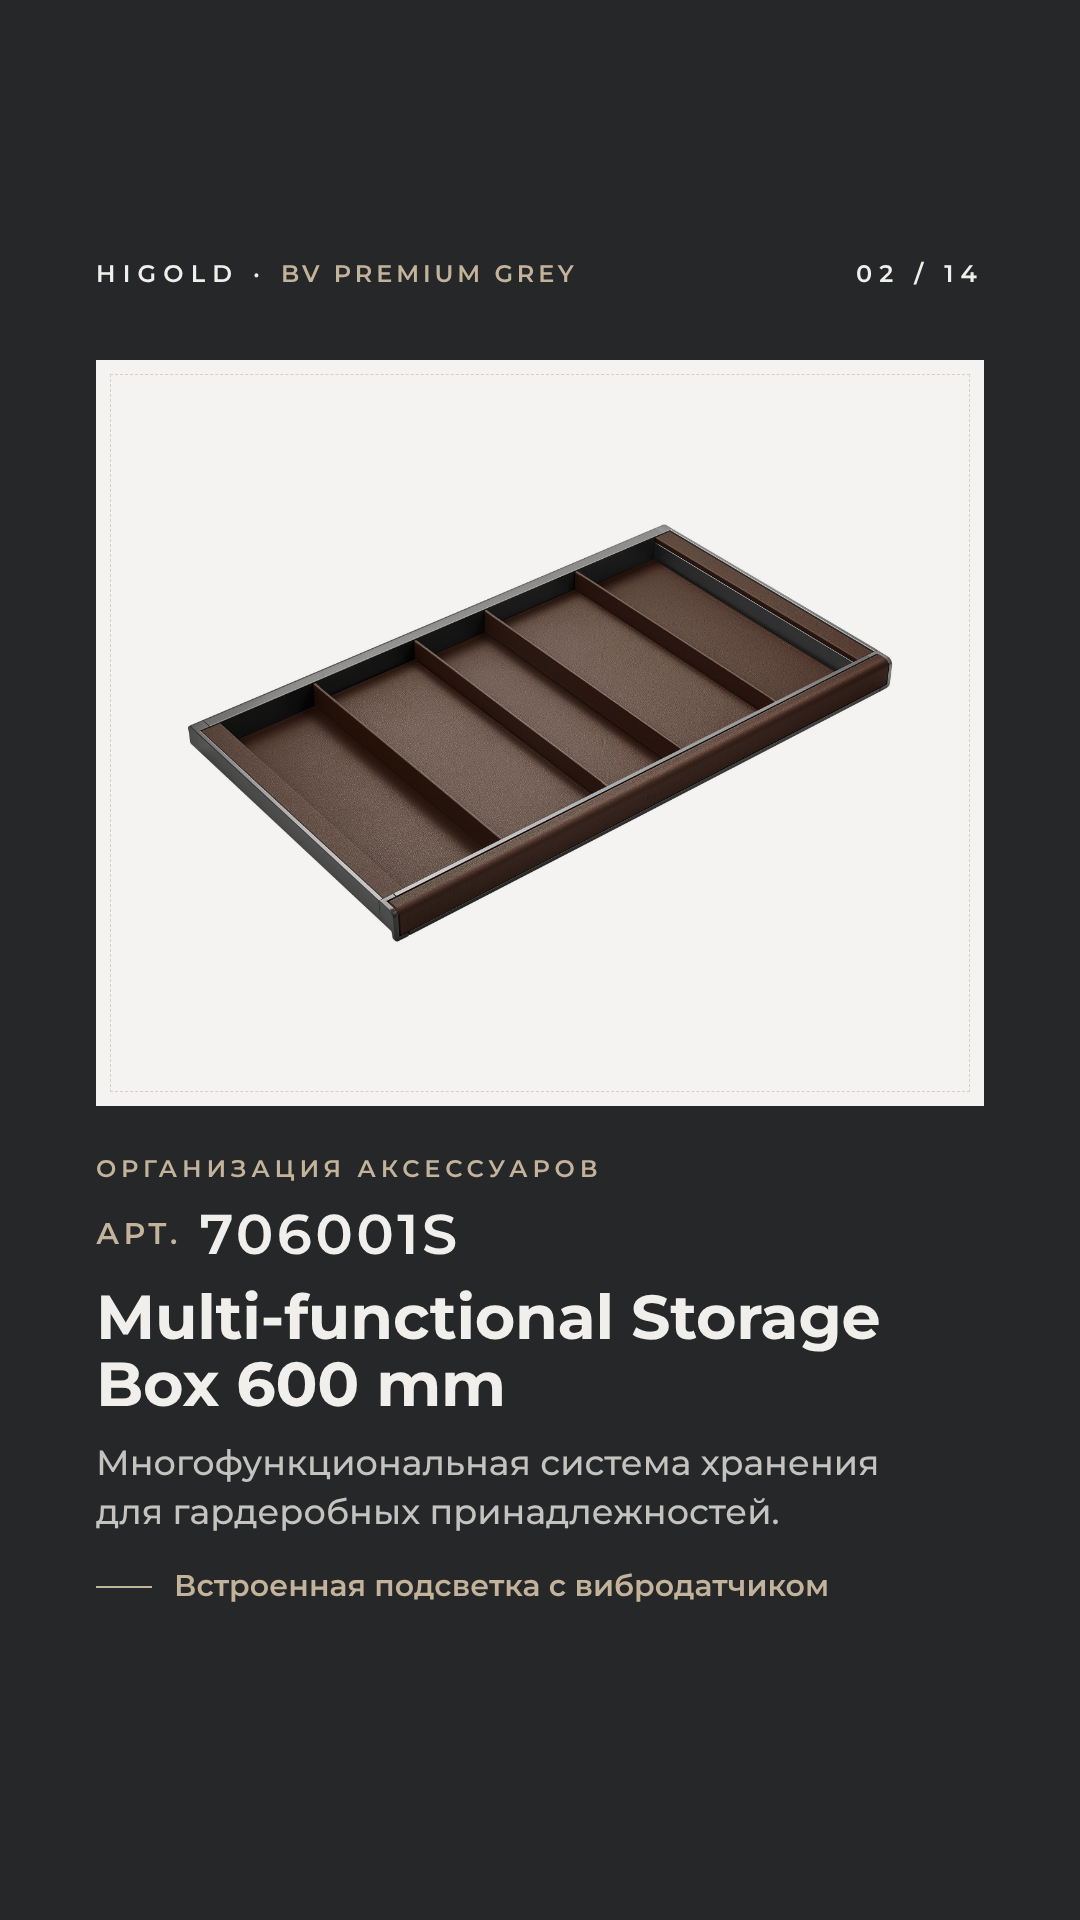 HIGOLD · BV PREMIUM GREY 02 / 14
ОРГАНИЗАЦИЯ АКСЕССУАРОВ
АРТ. 706001S
Multi-functional Storage
Box 600 mm
Многофункциональная система хранения
для гардеробных принадлежностей.
Встроенная подсветка с вибродатчиком